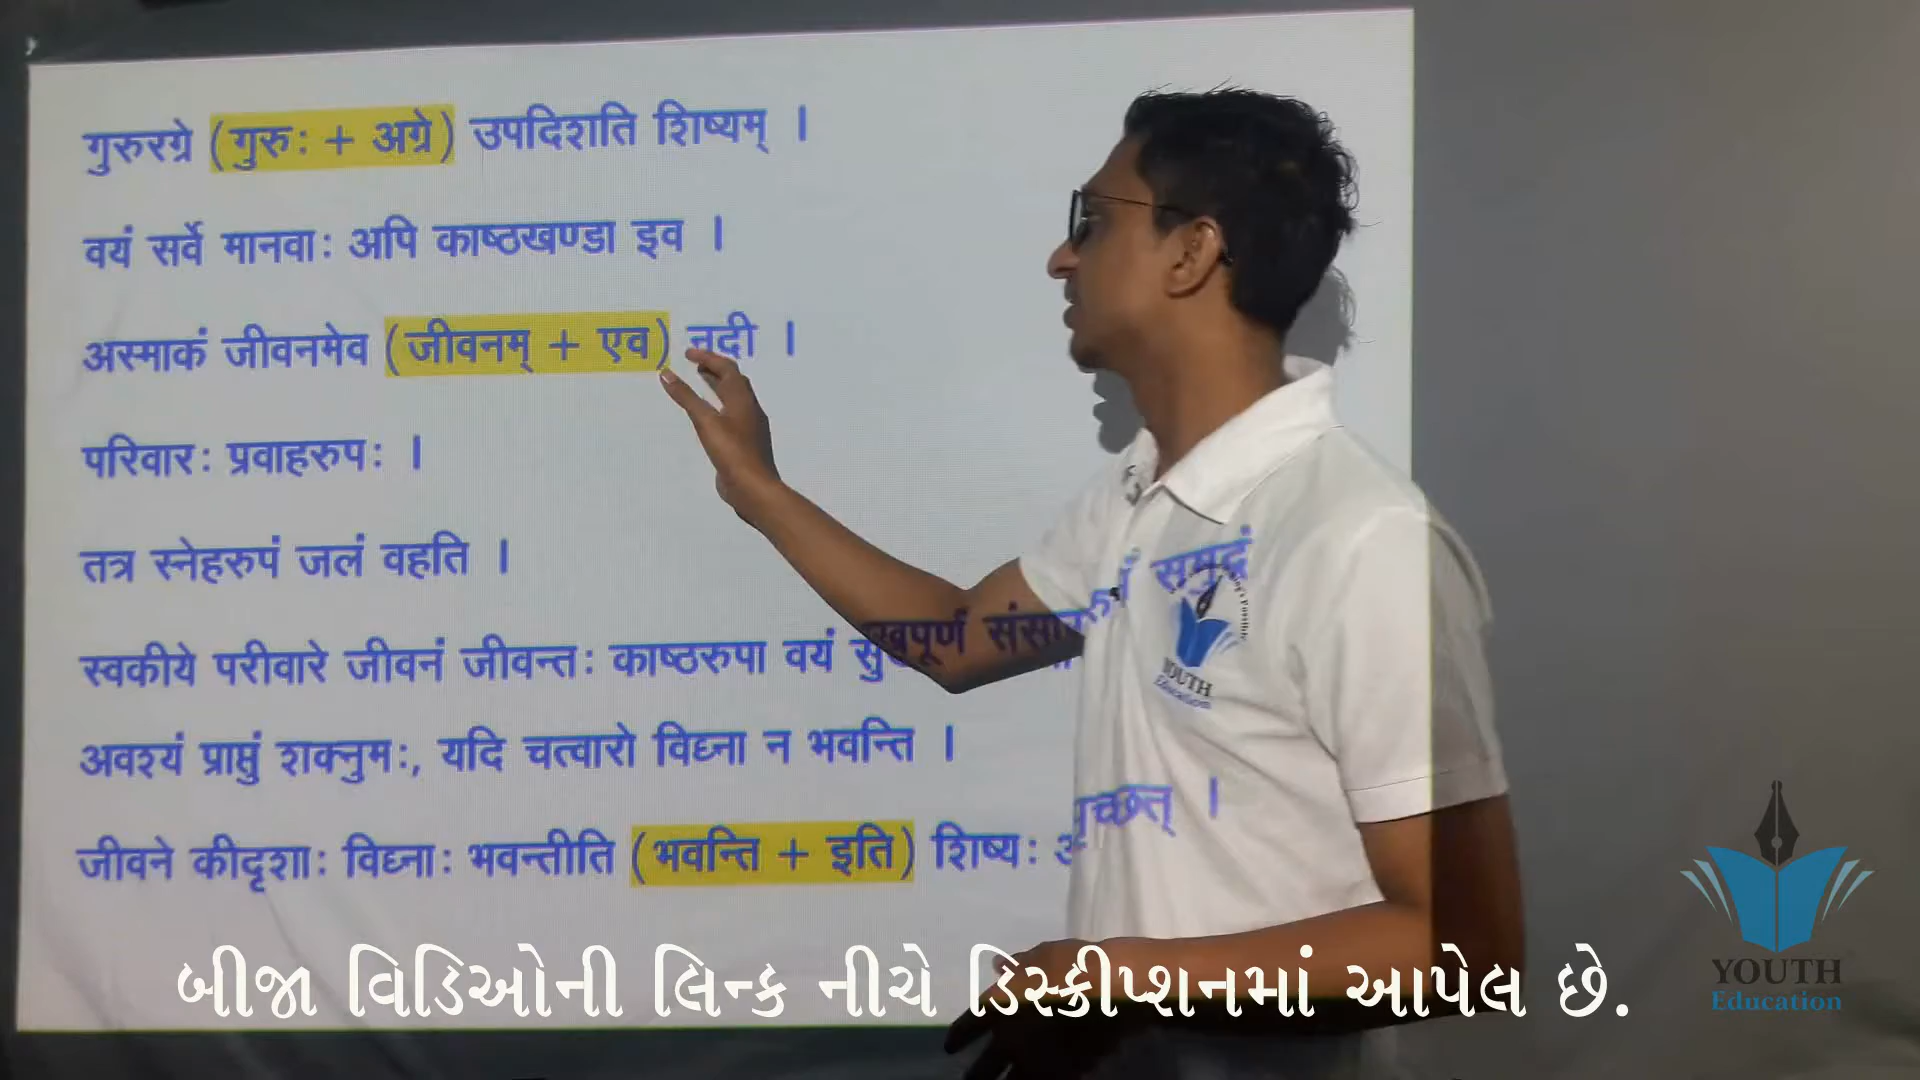 गुरुरग्रे (गुरुः + अग्रे) उपदिशति शिष्यम् ।
वयं सर्वे मानवाः अपि काष्ठखण्डा इव ।
अस्माकं जीवनमेव (जीवनम् + एव) नदी ।
परिवारः प्रवाहरुपः ।
तत्र स्नेहरुपं जलं वहति ।
स्वकीये परीवारे जीवनं जीवन्तः काष्ठरुपा वयं सुखपूर्णं समुद्रं
अवश्यं प्राप्तुं शक्नुमः, यदि चत्वारो विघ्ना न भवन्ति ।
जीवने कीदृशाः विघ्नाः भवन्तीति (भवन्ति + इति) शिष्यः ।
YOUTH
Education
બીજા વિડિઓની લિન્ક નીચે ડિસ્ક્રીપ્શનમાં આપેલ છે.
YOUTH
Education